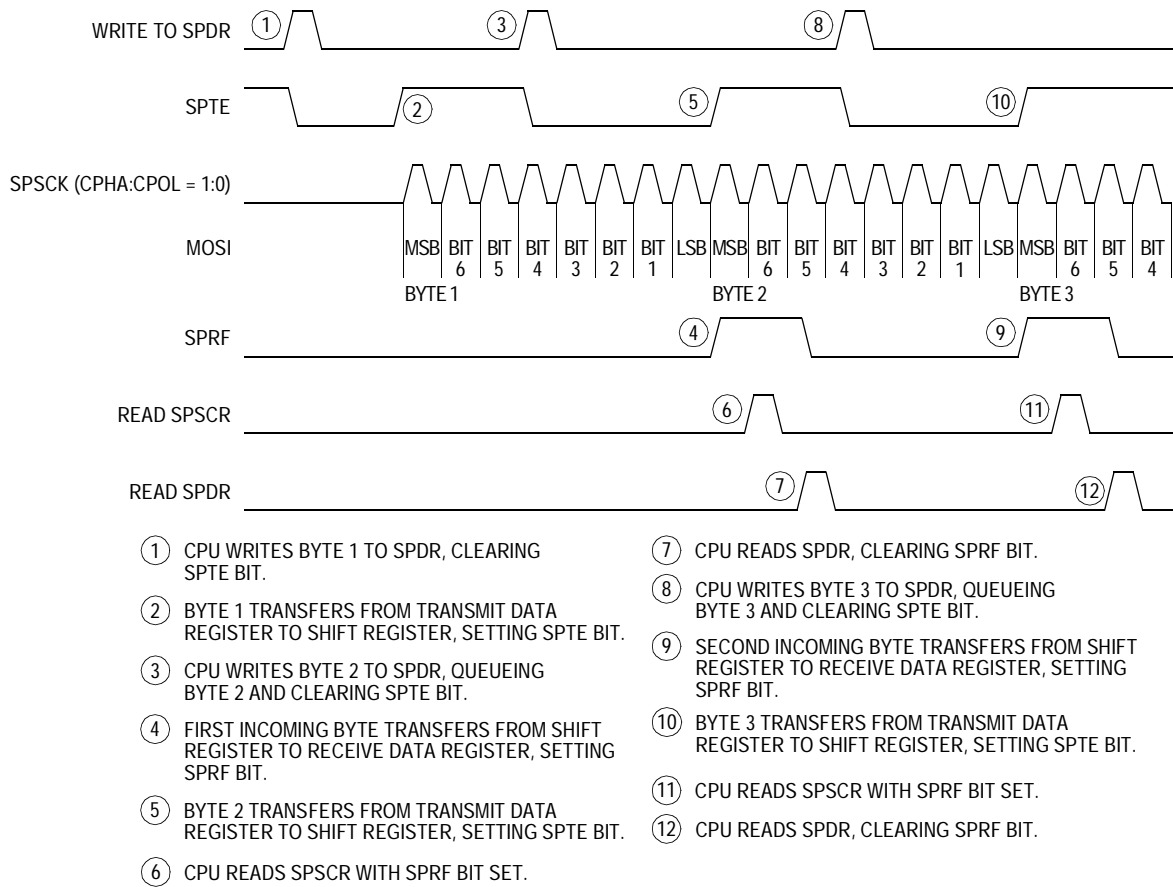 WRITE TO SPDR 1 3 8
SPTE 2 5 10
SPSCK (CPHA:CPOL = 1:0)
MOSI MSB BIT 6 BIT 5 BIT 4 BIT 3 BIT 2 BIT 1 LSB MSB BIT 6 BIT 5 BIT 4 BIT 3 BIT 2 BIT 1 LSB MSB BIT 6 BIT 5 BIT 4
BYTE 1 BYTE 2 BYTE 3
SPRF 4 9
READ SPSCR 6 11
READ SPDR 7 12
1 CPU WRITES BYTE 1 TO SPDR, CLEARING
SPTE BIT.
2 BYTE 1 TRANSFERS FROM TRANSMIT DATA
REGISTER TO SHIFT REGISTER, SETTING SPTE BIT.
3 CPU WRITES BYTE 2 TO SPDR, QUEUEING
BYTE 2 AND CLEARING SPTE BIT.
4 FIRST INCOMING BYTE TRANSFERS FROM SHIFT
REGISTER TO RECEIVE DATA REGISTER, SETTING
SPRF BIT.
5 BYTE 2 TRANSFERS FROM TRANSMIT DATA
REGISTER TO SHIFT REGISTER, SETTING SPTE BIT.
6 CPU READS SPSCR WITH SPRF BIT SET.
7 CPU READS SPDR, CLEARING SPRF BIT.
8 CPU WRITES BYTE 3 TO SPDR, QUEUEING
BYTE 3 AND CLEARING SPTE BIT.
9 SECOND INCOMING BYTE TRANSFERS FROM SHIFT
REGISTER TO RECEIVE DATA REGISTER, SETTING
SPRF BIT.
10 BYTE 3 TRANSFERS FROM TRANSMIT DATA
REGISTER TO SHIFT REGISTER, SETTING SPTE BIT.
11 CPU READS SPSCR WITH SPRF BIT SET.
12 CPU READS SPDR, CLEARING SPRF BIT.